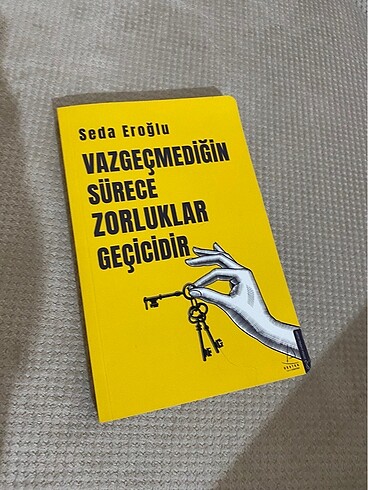 Seda Eroğlu
VAZGEÇMEDİĞİN
SÜRECE
ZORLUKLAR
GEÇİCİDİR